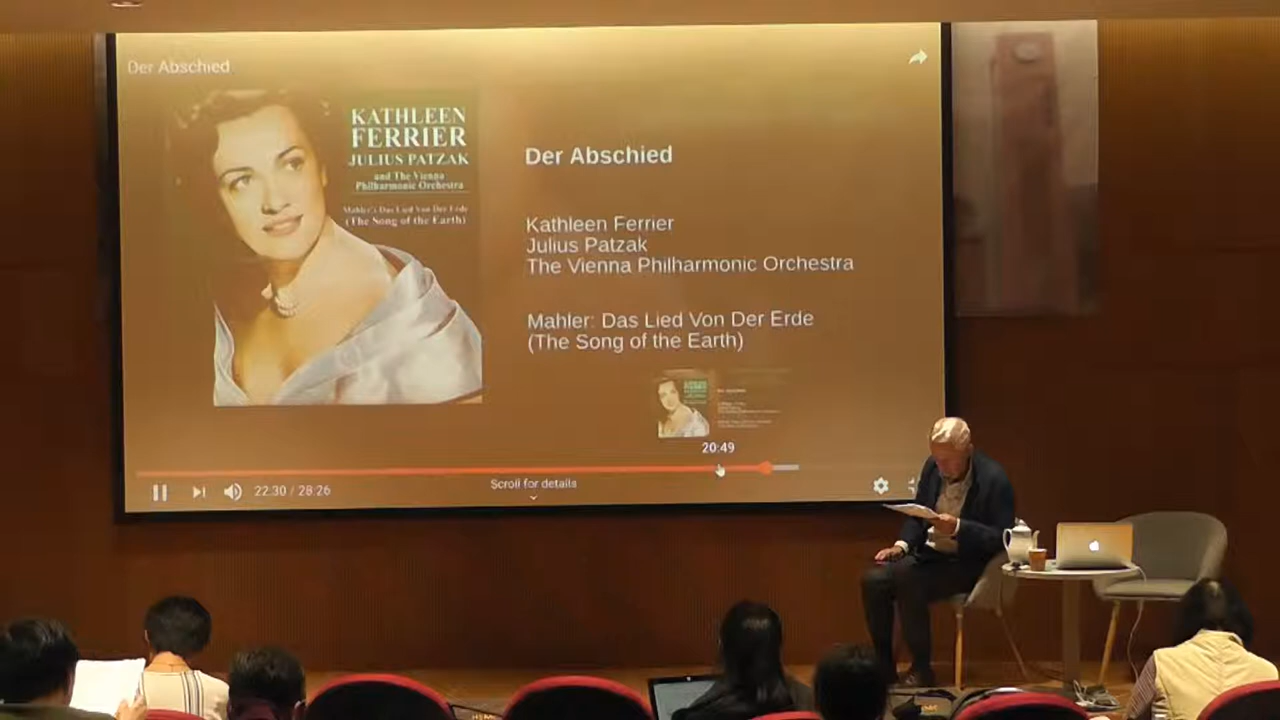 Der Abschied
KATHLEEN
FERRIER
JULIUS PATZAK
and The Vienna
Philharmonic Orchestra
Mahler's Das Lied Von Der Erde
(The Song of the Earth)
Der Abschied
Kathleen Ferrier
Julius Patzak
The Vienna Philharmonic Orchestra
Mahler: Das Lied Von Der Erde
(The Song of the Earth)
20:49
22:30 / 28:26
Scroll for details